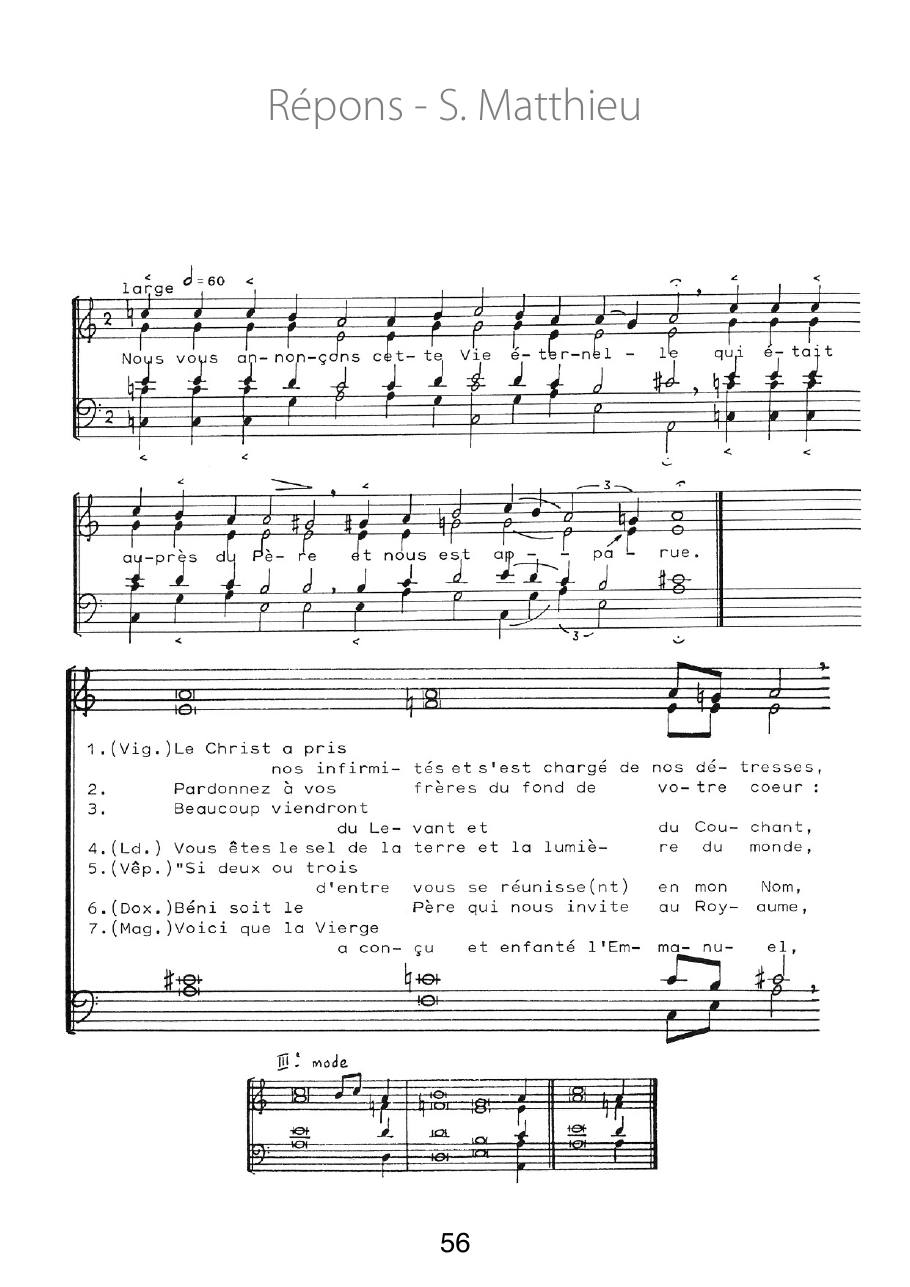 Répons - S. Matthieu
large = 60
Nous vous an-non-çons cet-te Vie é-ter-nel - le qui é-tait
3
au-près du Pè- re et nous est ap - - pa - rue.
3
1.(Vig.)Le Christ a pris
nos infirmi- tés et s'est chargé de nos dé- tresses,
2. Pardonnez à vos frères du fond de vo- tre coeur :
3. Beaucoup viendront
du Le- vant et du Cou- chant,
4.(Ld.) Vous êtes le sel de la terre et la lumiè- re du monde,
5.(Vêp.)"Si deux ou trois
d'entre vous se réunisse(nt) en mon Nom,
6.(Dox.)Béni soit le Père qui nous invite au Roy- aume,
7.(Mag.)Voici que la Vierge
a con- çu et enfanté l'Em- ma- nu- el,
IIIe mode
56